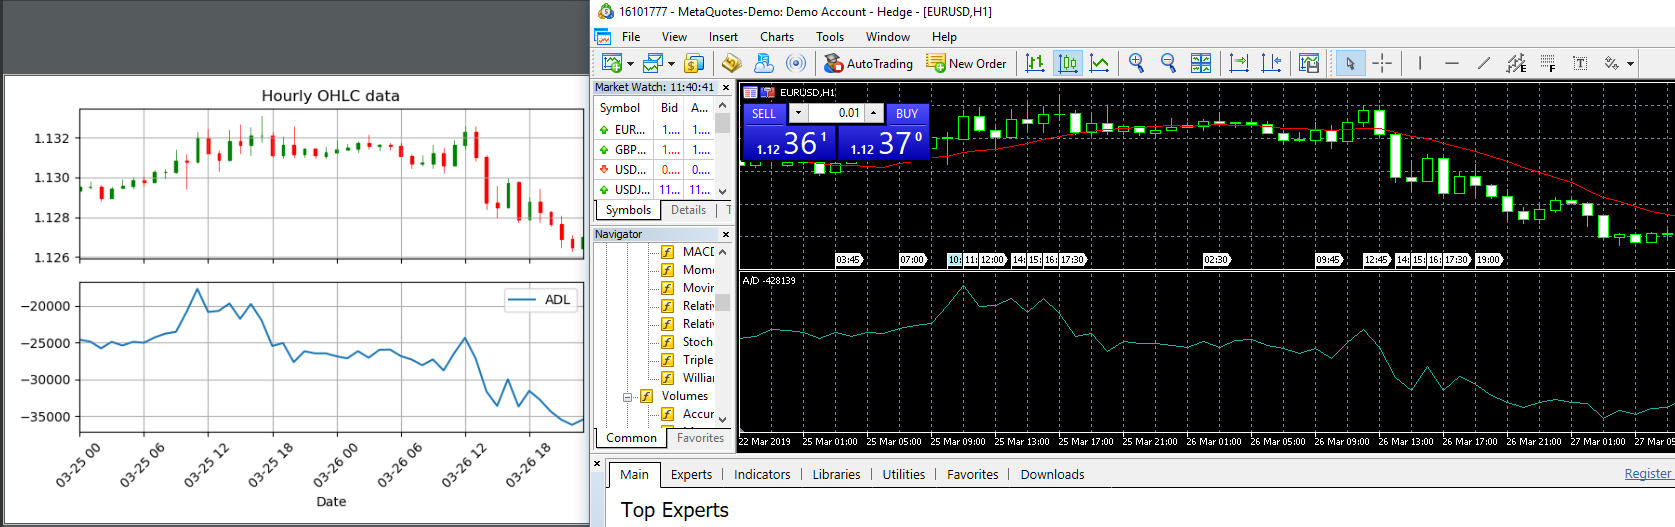 Hourly OHLC data
1.132
1.130
1.128
1.126
ADL
−20000
−25000
−30000
−35000
03-25 00
03-25 06
03-25 12
03-25 18
03-26 00
03-26 06
03-26 12
03-26 18
Date
16101777 - MetaQuotes-Demo: Demo Account - Hedge - [EURUSD,H1]
File View Insert Charts Tools Window Help
AutoTrading New Order E F T
Market Watch: 11:40:41
Symbol Bid A...
EUR... 1.... 1....
GBP... 1.... 1....
USD... 0.... 0....
USDJ... 11... 11...
Symbols Details T
Navigator
MACD
Mome
Movin
Relativ
Relativ
Stocha
Triple
Willian
Volumes
Accur
Common Favorites
EURUSD,H1
SELL 0.01 BUY
1.12 36 1 1.12 37 0
03:45 07:00 10: 11: 12:00 14: 15: 16: 17:30 02:30 09:45 12:45 14: 15: 16: 17:30 19:00
A/D -428139
22 Mar 2019 25 Mar 01:00 25 Mar 05:00 25 Mar 09:00 25 Mar 13:00 25 Mar 17:00 25 Mar 21:00 26 Mar 01:00 26 Mar 05:00 26 Mar 09:00 26 Mar 13:00 26 Mar 17:00 26 Mar 21:00 27 Mar 01:00 27 Mar 05
Main Experts Indicators Libraries Utilities Favorites Downloads Register
Top Experts